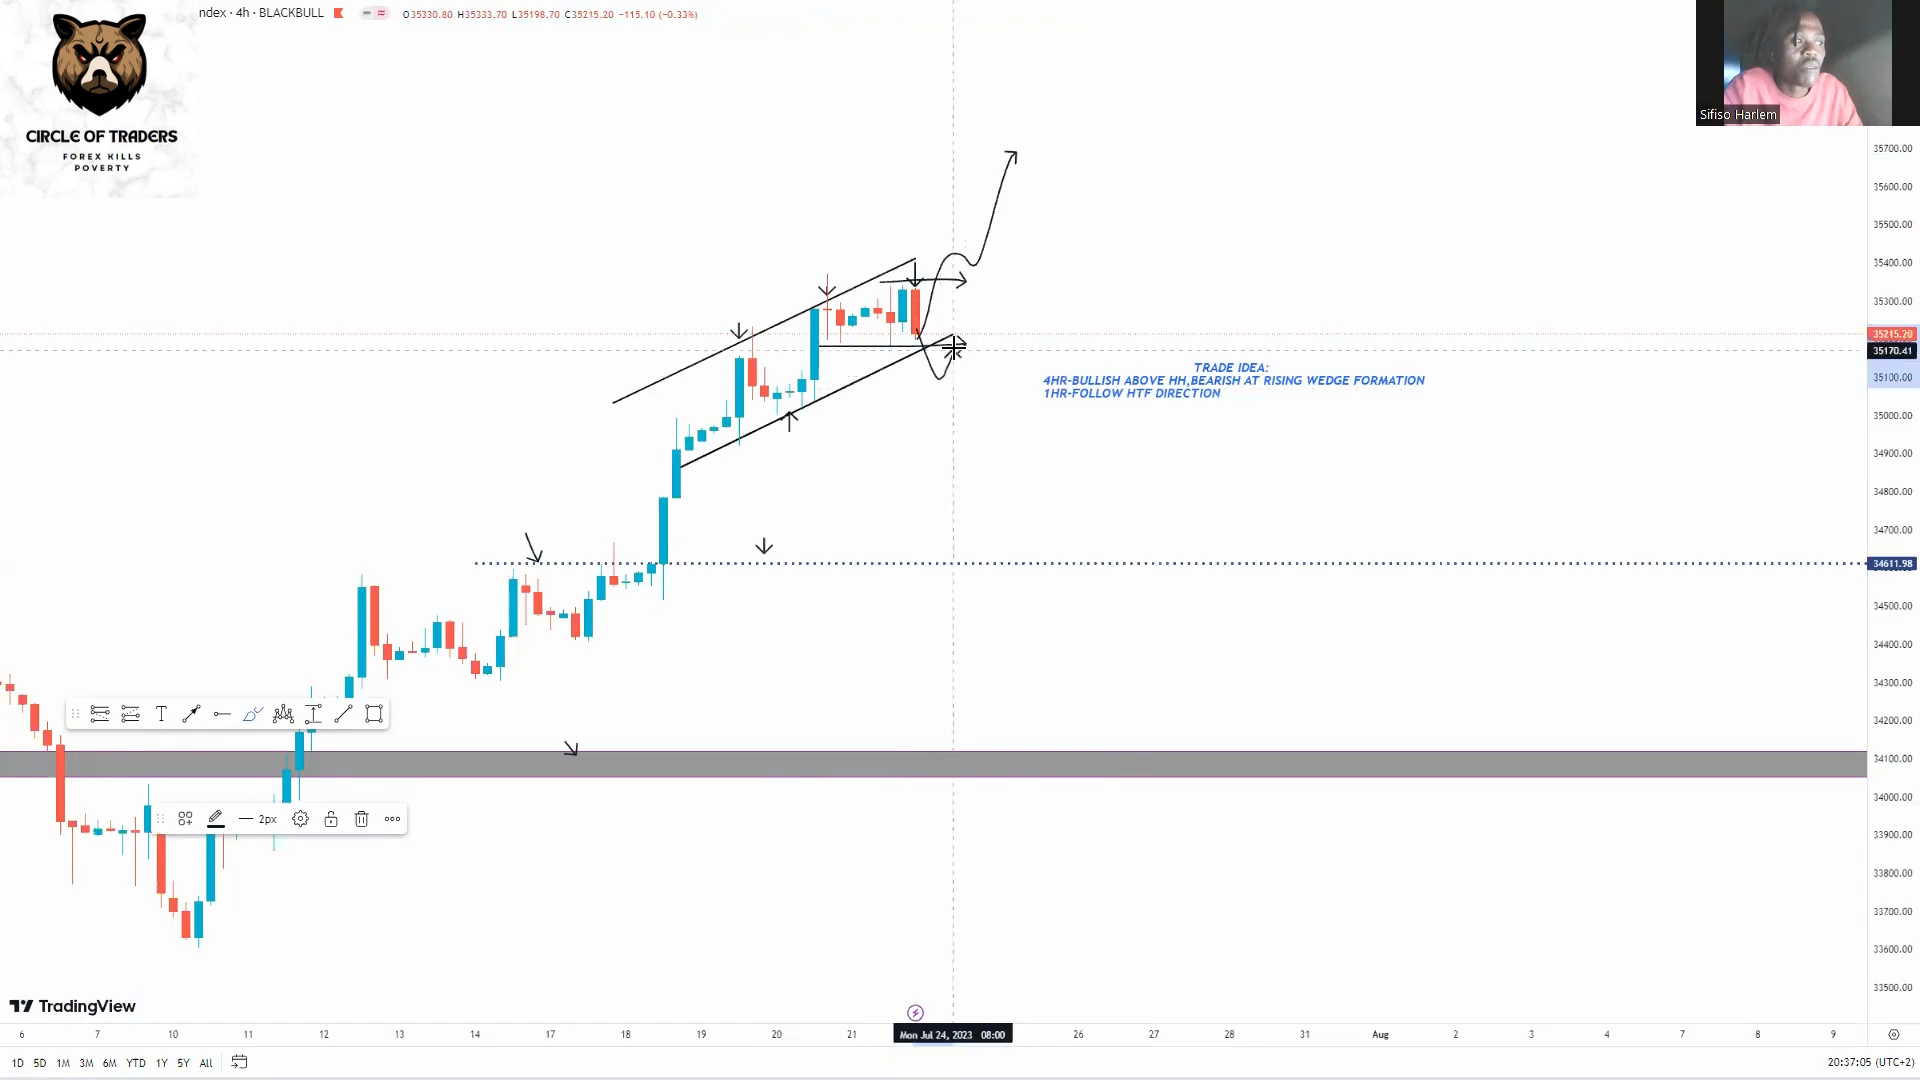 ndex · 4h · BLACKBULL
O35330.80 H35333.70 L35198.70 C35215.20 −115.10 (−0.33%)
CIRCLE OF TRADERS
FOREX KILLS
POVERTY
Sifiso Harlem
35700.00
35600.00
35500.00
35400.00
35300.00
35215.20
35170.41
35100.00
35000.00
34900.00
34800.00
34700.00
34611.98
34500.00
34400.00
34300.00
34200.00
34100.00
34000.00
33900.00
33800.00
33700.00
33600.00
33500.00
TRADE IDEA:
4HR-BULLISH ABOVE HH,BEARISH AT RISING WEDGE FORMATION
1HR-FOLLOW HTF DIRECTION
T
2px
TradingView
6 7 10 11 12 13 14 17 18 19 20 21 Mon Jul 24, 2023 08:00 26 27 28 31 Aug 2 3 4 7 8 9
1D 5D 1M 3M 6M YTD 1Y 5Y All
20:37:05 (UTC+2)